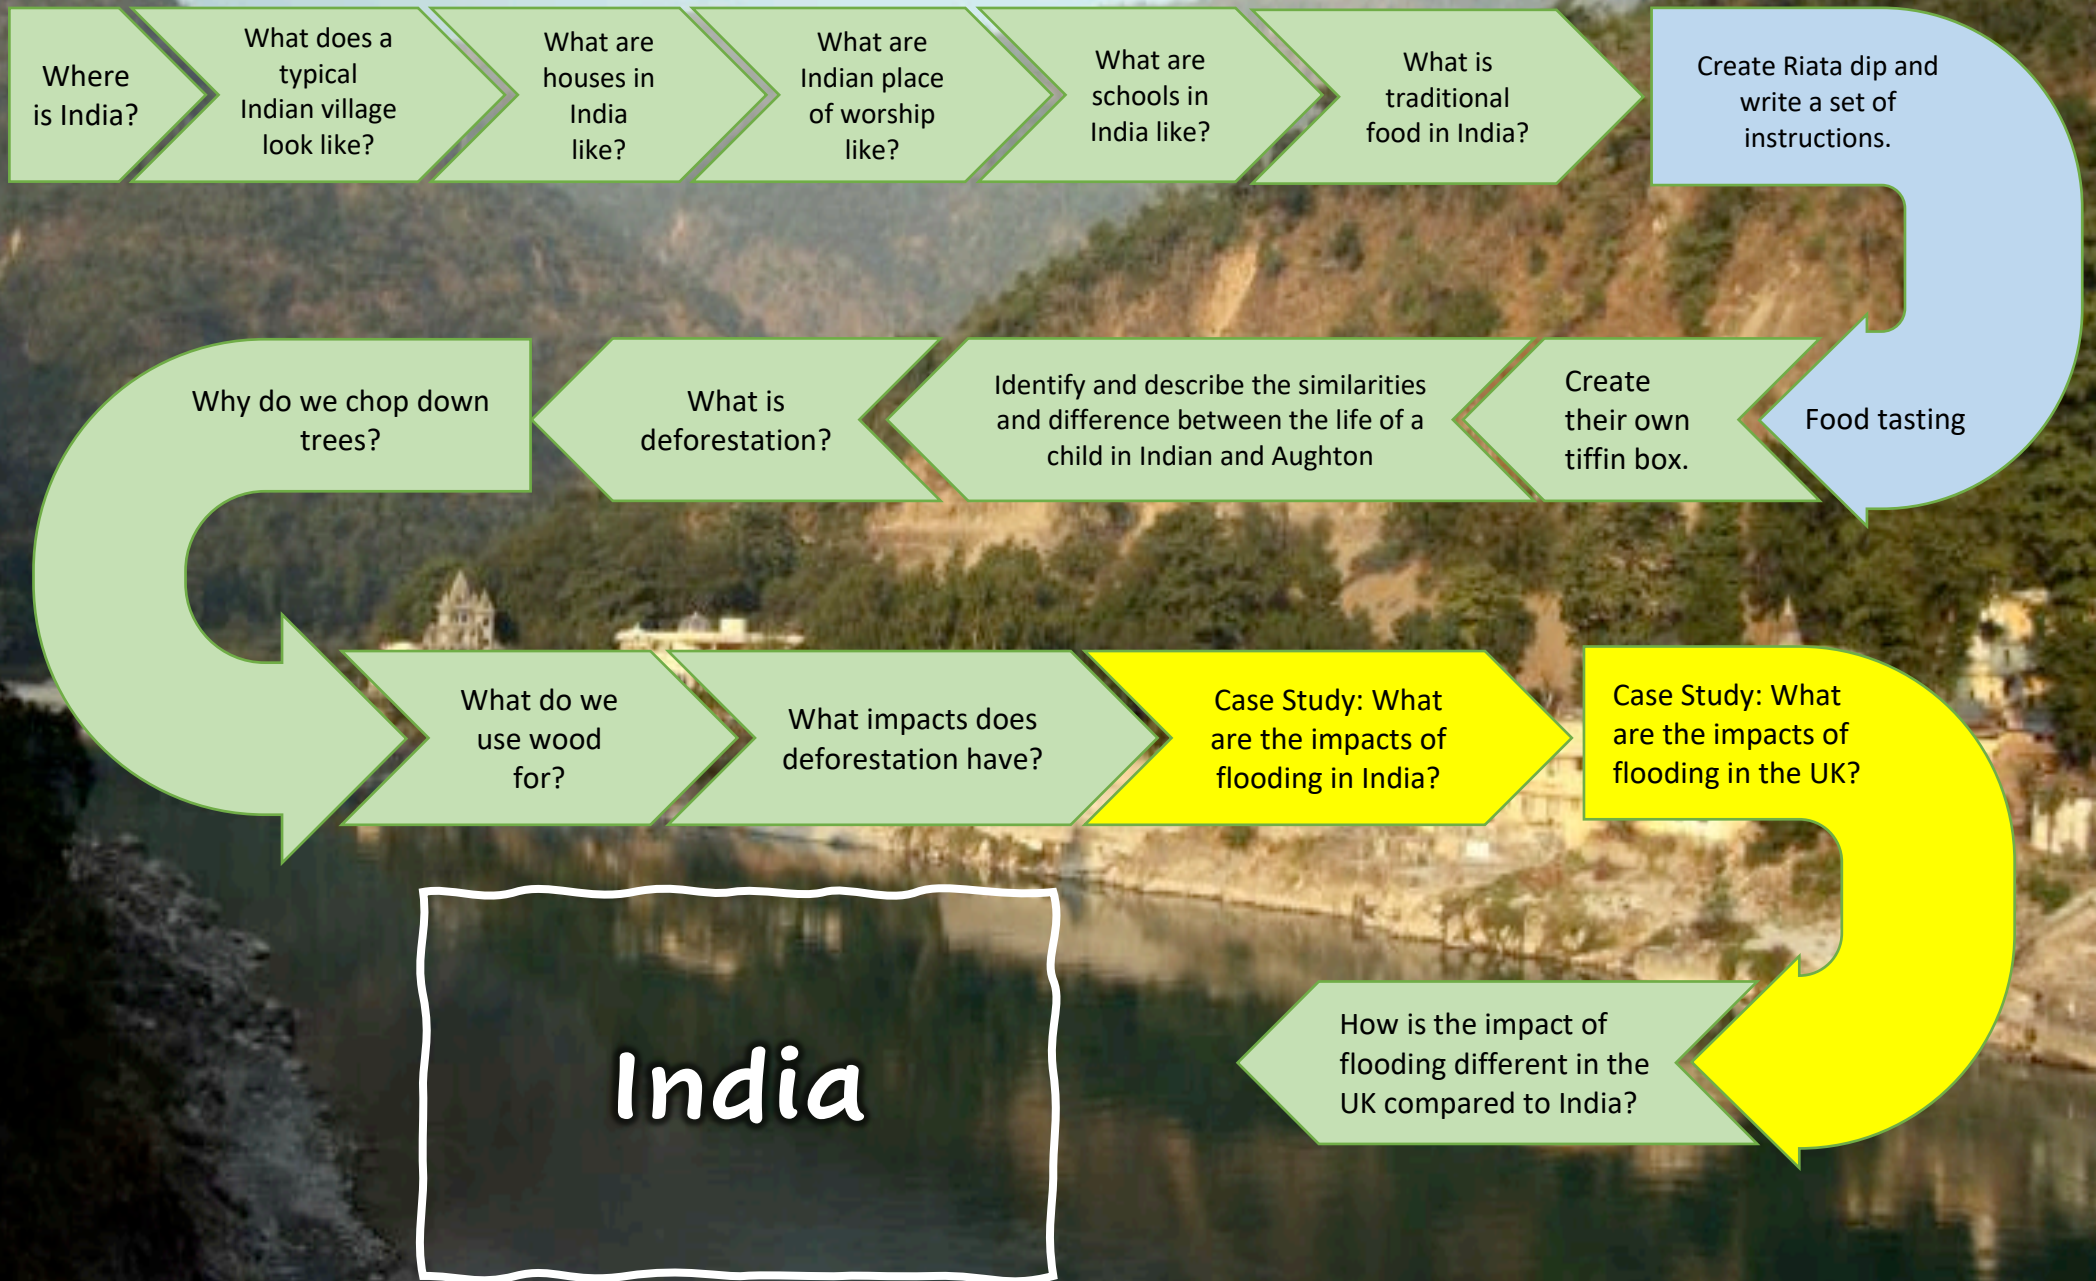 Where
is India?
What does a
typical
Indian village
look like?
What are
houses in
India
like?
What are
Indian place
of worship
like?
What are
schools in
India like?
What is
traditional
food in India?
Create Riata dip and
write a set of
instructions.
Food tasting
Create
their own
tiffin box.
Identify and describe the similarities
and difference between the life of a
child in Indian and Aughton
What is
deforestation?
Why do we chop down
trees?
What do we
use wood
for?
What impacts does
deforestation have?
Case Study: What
are the impacts of
flooding in India?
Case Study: What
are the impacts of
flooding in the UK?
How is the impact of
flooding different in the
UK compared to India?
India